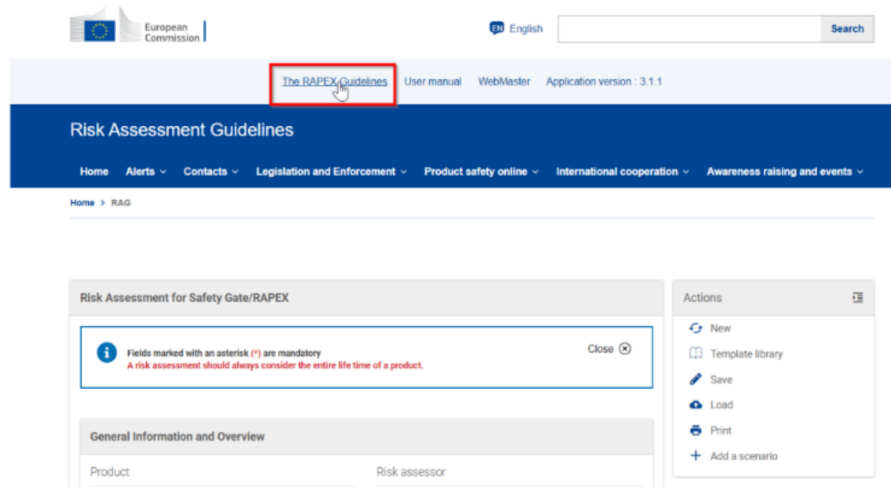 European
Commission
EN English
Search
The RAPEX Guidelines User manual WebMaster Application version : 3.1.1
Risk Assessment Guidelines
Home Alerts Contacts Legislation and Enforcement Product safety online International cooperation Awareness raising and events
Home > RAG
Risk Assessment for Safety Gate/RAPEX
Fields marked with an asterisk (*) are mandatory
A risk assessment should always consider the entire life time of a product.
Close
General Information and Overview
Product Risk assessor
Actions
New
Template library
Save
Load
Print
Add a scenario